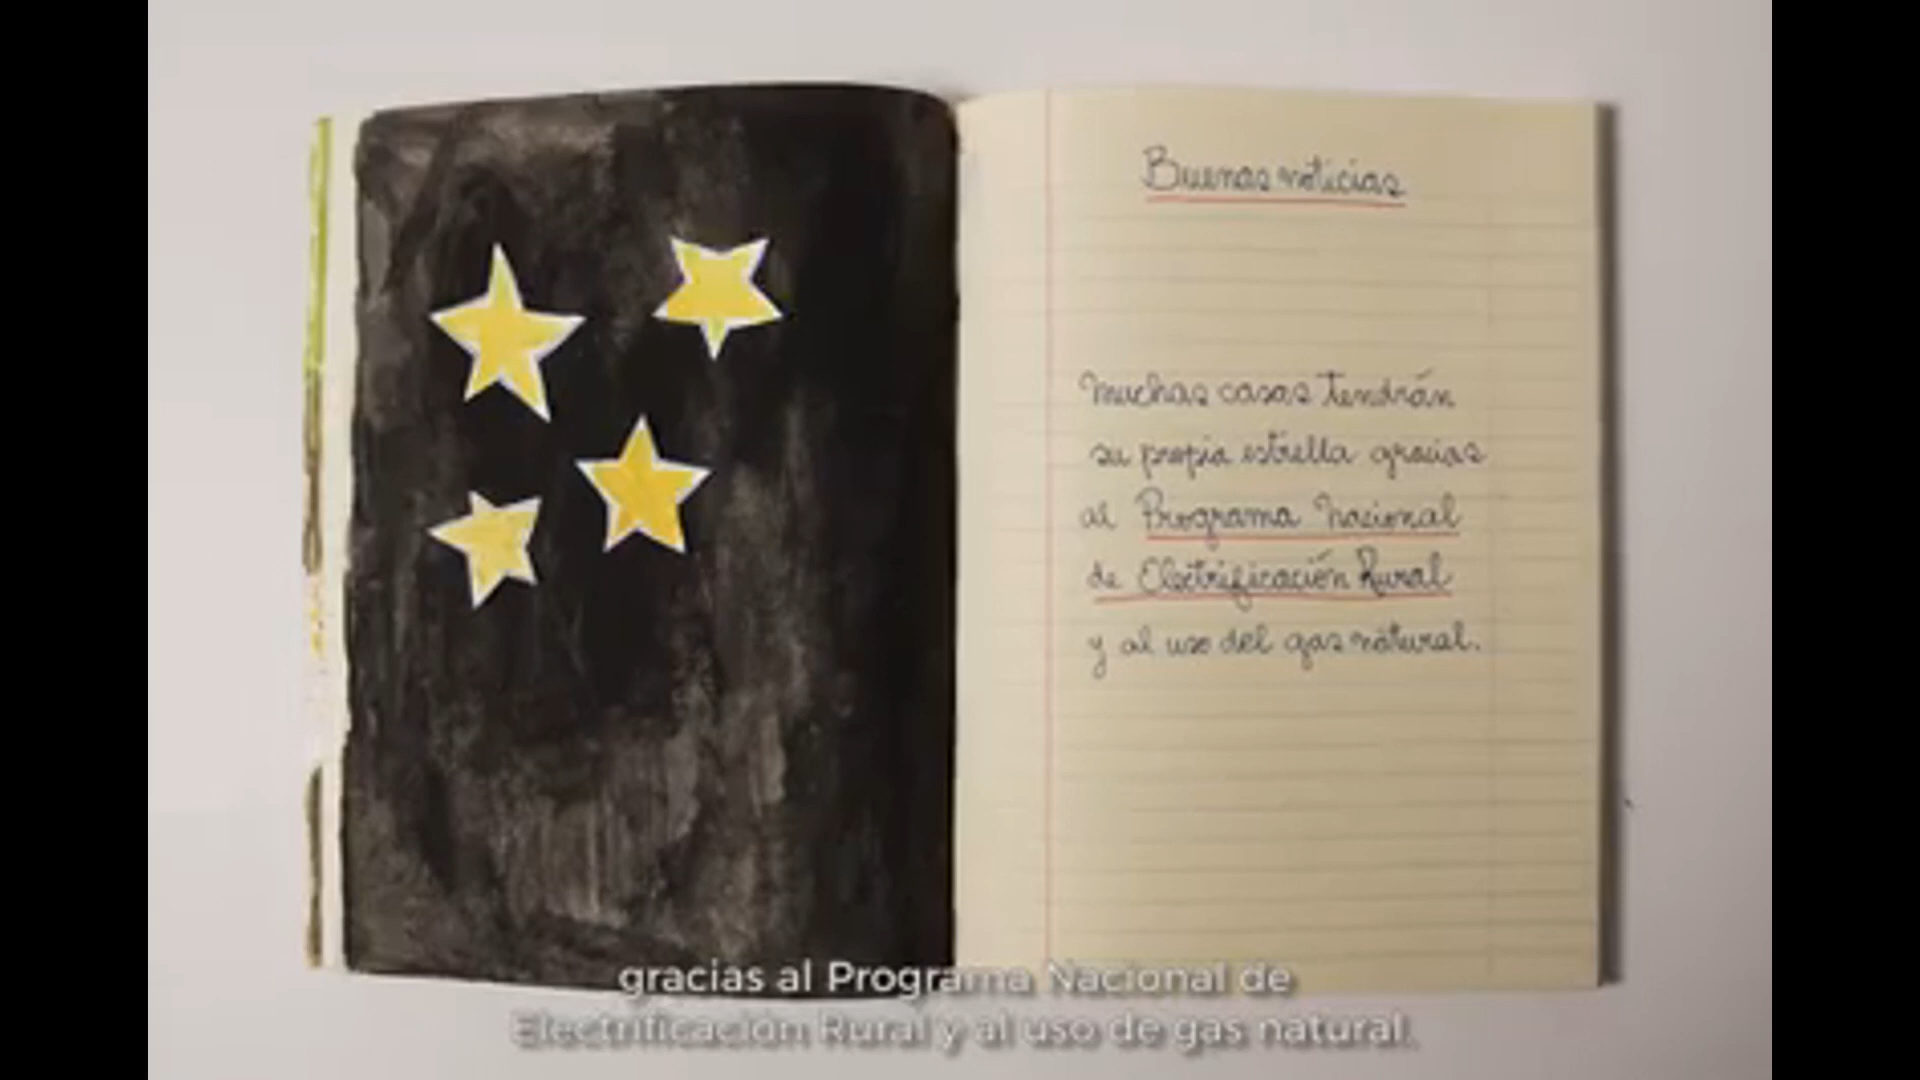 Buenas noticias
Muchas casas tendrán
su propia estrella gracias
al Programa Nacional
de Electrificación Rural
y al uso del gas natural.
gracias al Programa Nacional de
Electrificación Rural y al uso de gas natural.